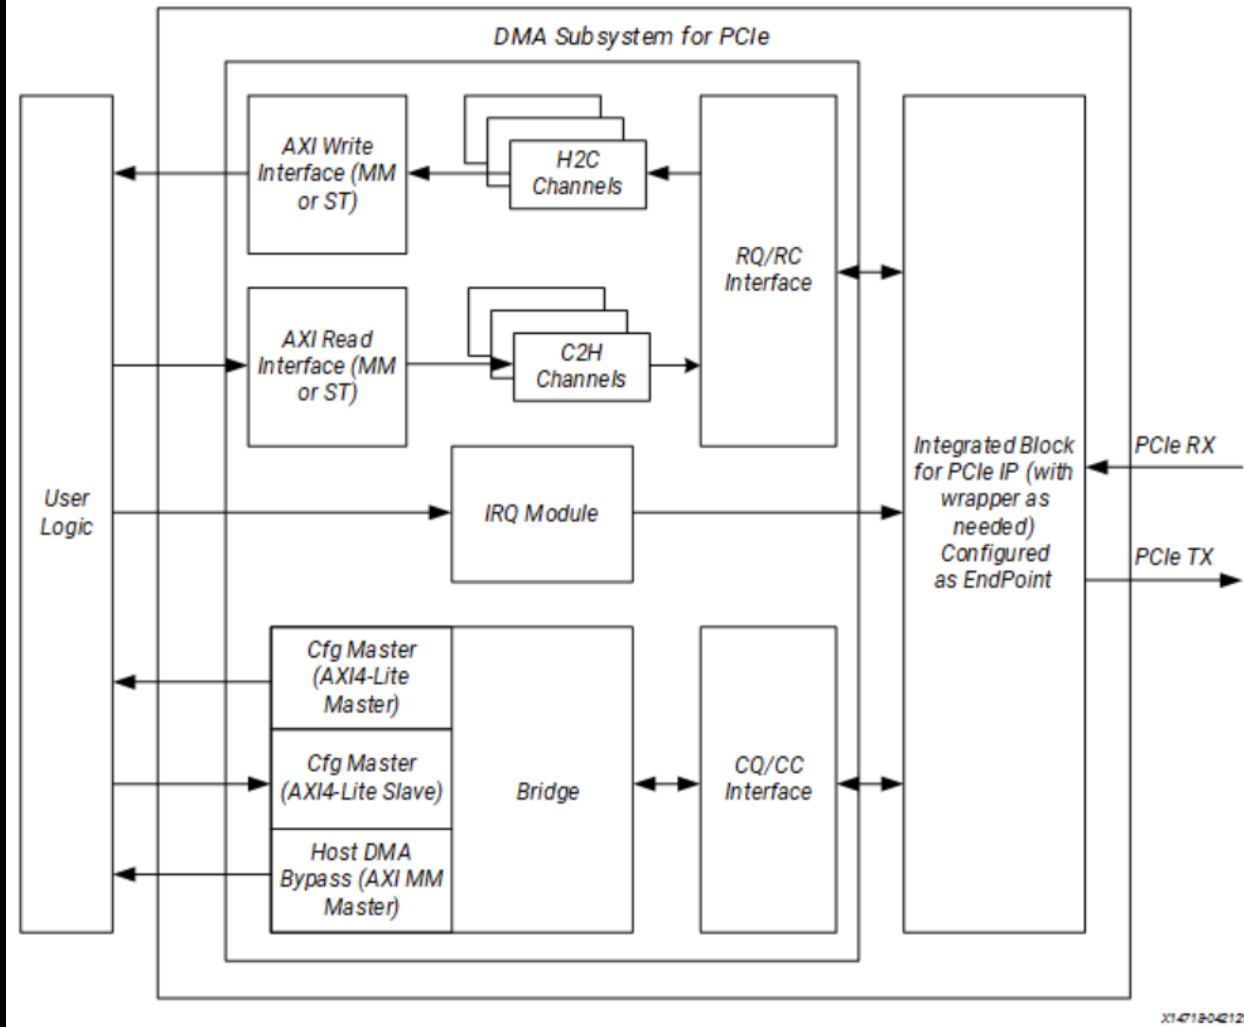 DMA Subsystem for PCIe
AXI Write
Interface (MM
or ST)
H2C
Channels
RQ/RC
Interface
AXI Read
Interface (MM
or ST)
C2H
Channels
User
Logic
IRQ Module
Integrated Block
for PCIe IP (with
wrapper as
needed)
Configured
as EndPoint
PCIe RX
PCIe TX
Cfg Master
(AXI4-Lite
Master)
Cfg Master
(AXI4-Lite Slave)
Host DMA
Bypass (AXI MM
Master)
Bridge
CQ/CC
Interface